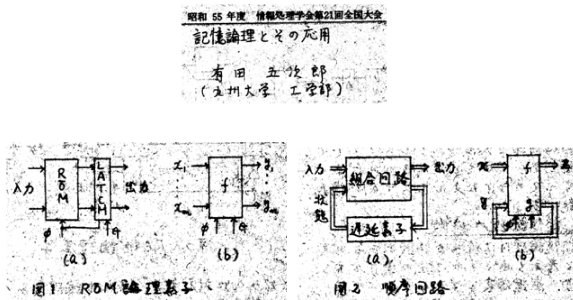 昭和 55 年度 情報処理学会第21回全国大会
記憶論理とその応用
有田 五次郎
(九州大学 工学部)
入力
ROM
LATCH
出力
φ
(a)
f
(b)
図1 ROM論理素子
入力
組合回路
出力
状態
遅延素子
(a)
f
g
(b)
図2 順序回路